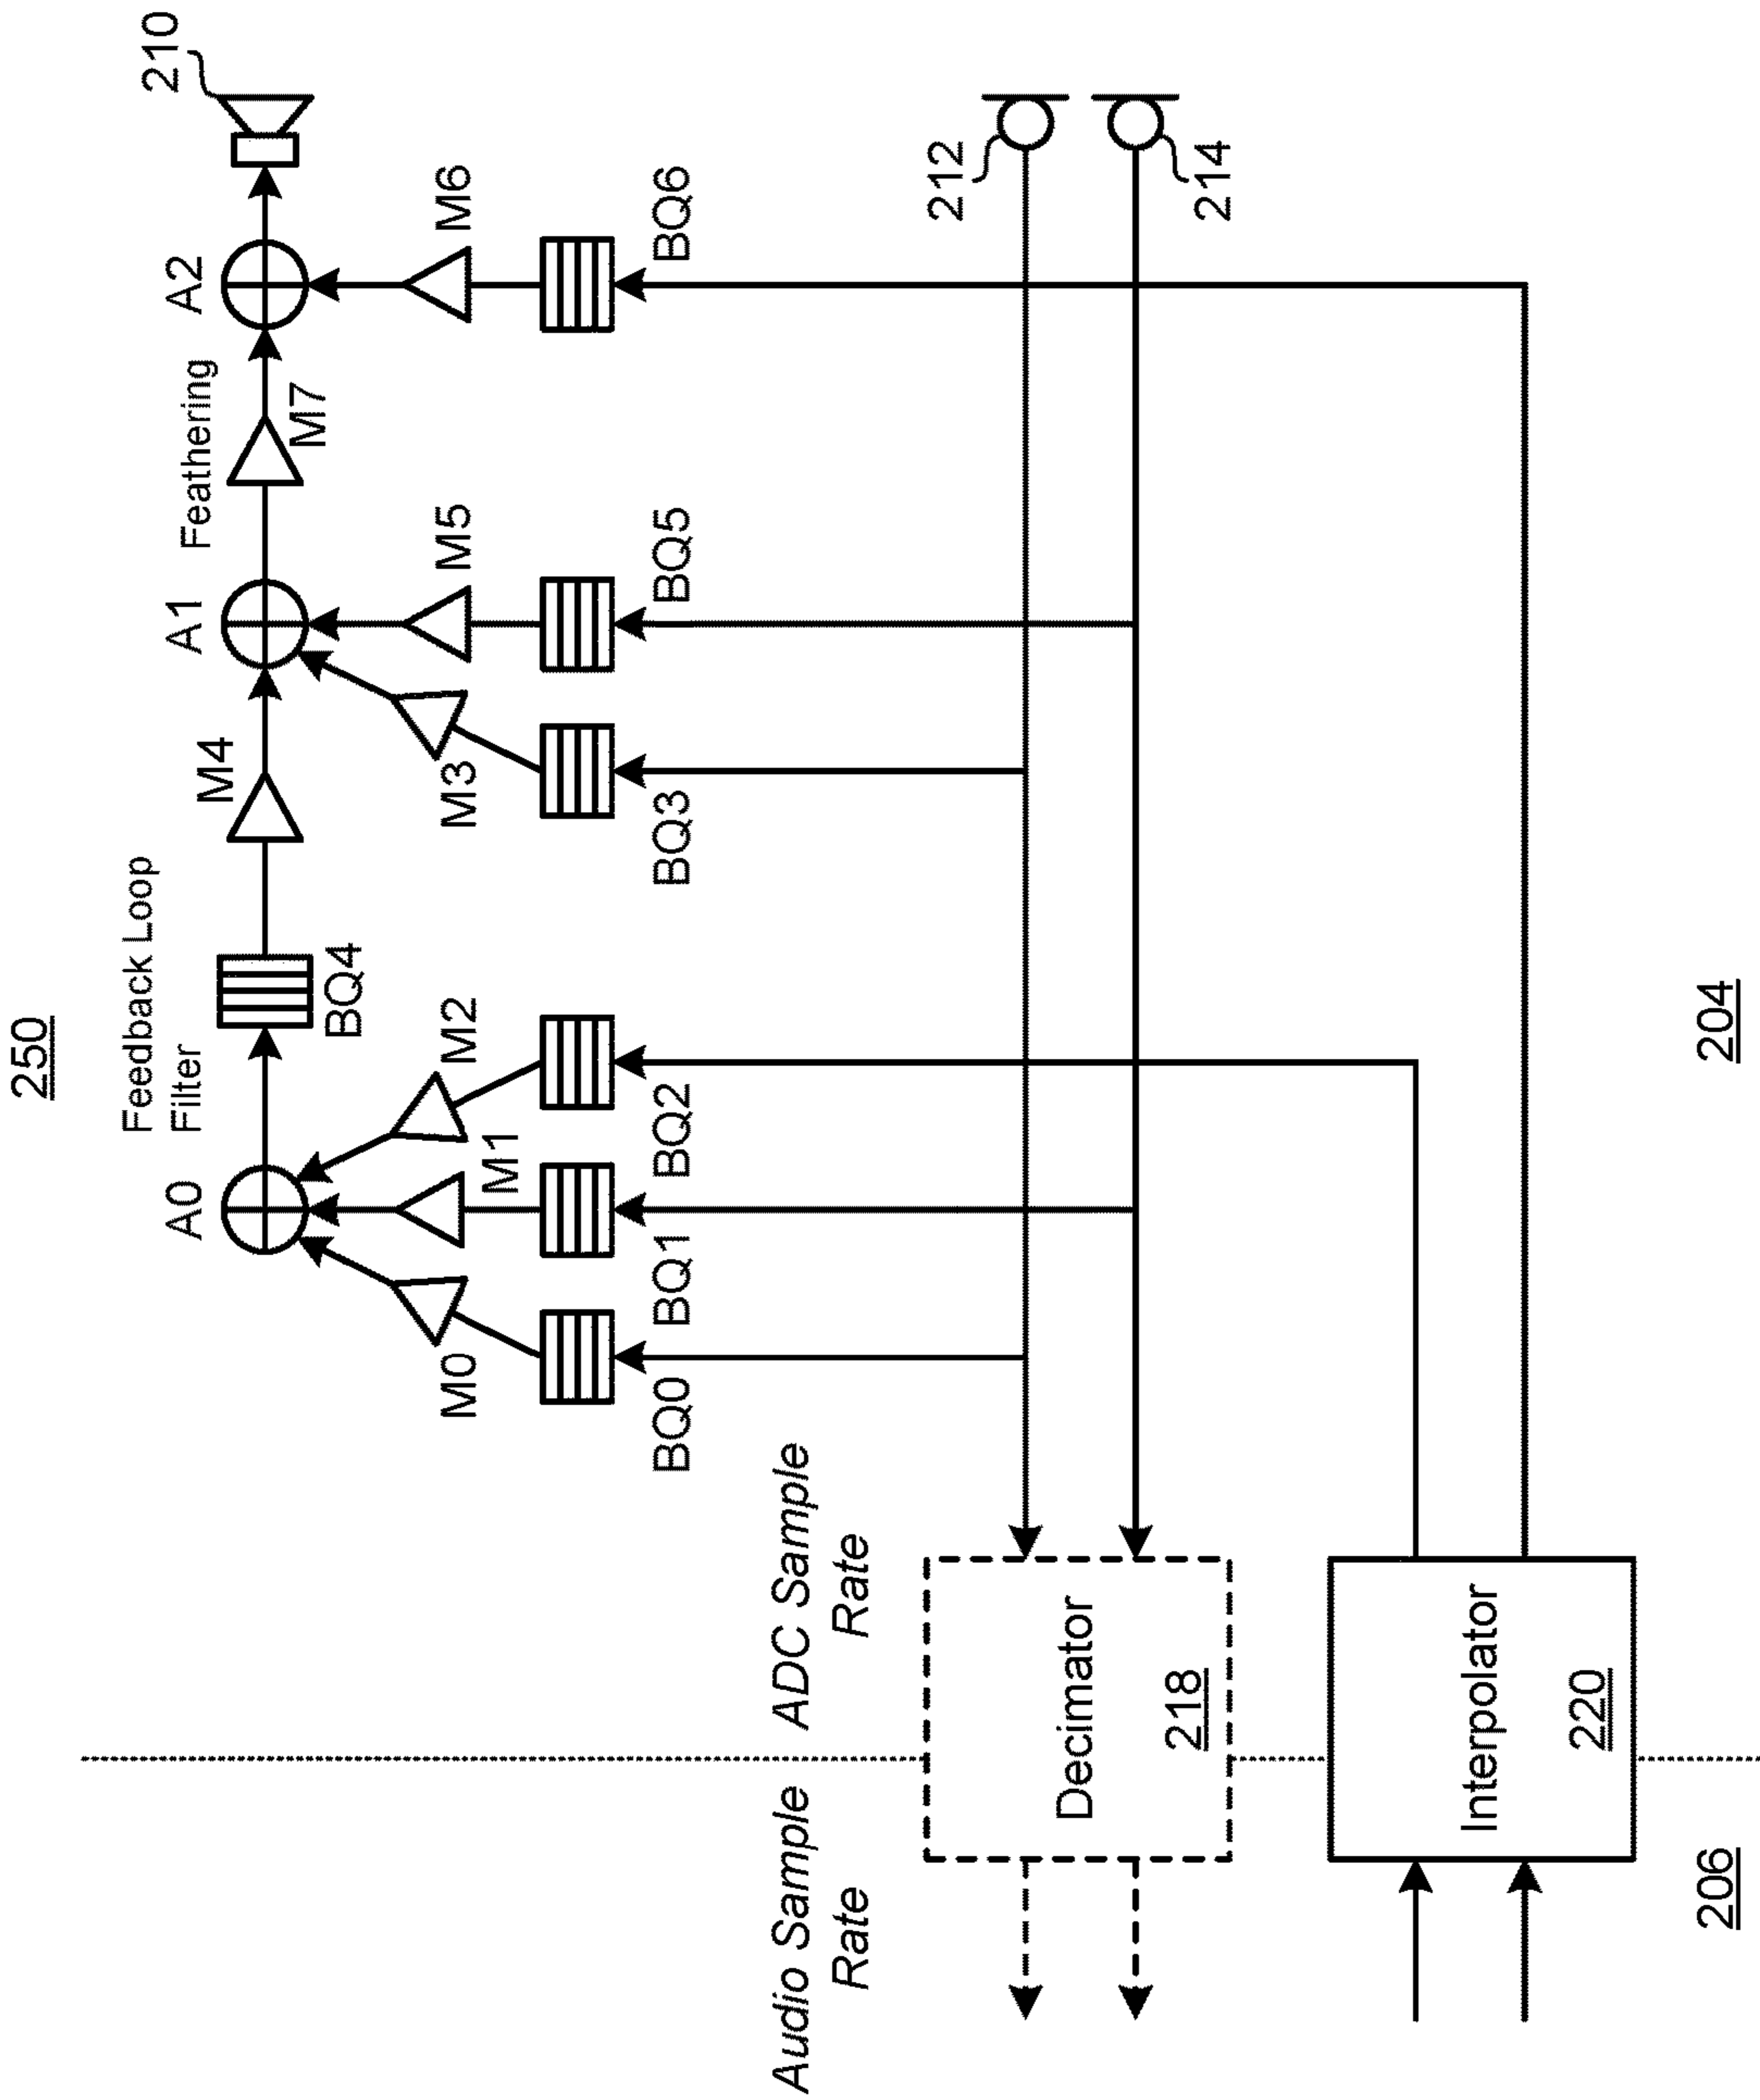 250
Feedback Loop
Filter
Feathering
A0
A1
A2
210
BQ4
M4
M7
M0
M1
M2
M3
M5
M6
BQ0
BQ1
BQ2
BQ3
BQ5
BQ6
Audio Sample
Rate
ADC Sample
Rate
212
214
Decimator
218
Interpolator
220
206
204